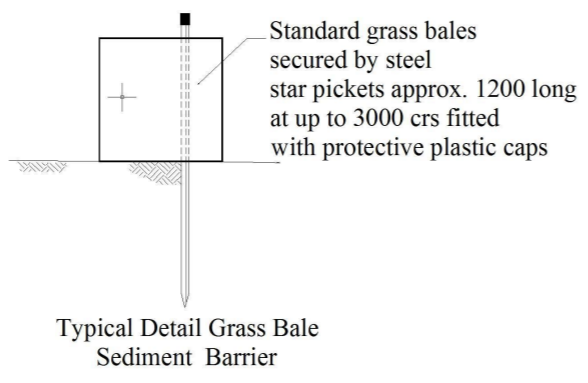 Standard grass bales
secured by steel
star pickets approx. 1200 long
at up to 3000 crs fitted
with protective plastic caps
Typical Detail Grass Bale
Sediment Barrier